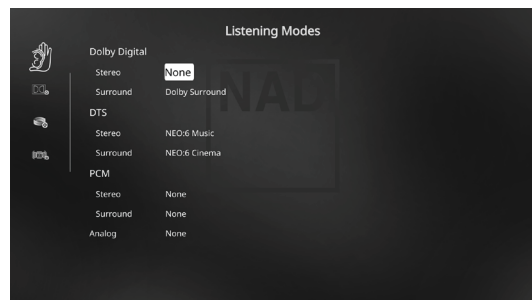 Listening Modes
Dolby Digital
Stereo None
Surround Dolby Surround
DTS
Stereo NEO:6 Music
Surround NEO:6 Cinema
PCM
Stereo None
Surround None
Analog None
NAD